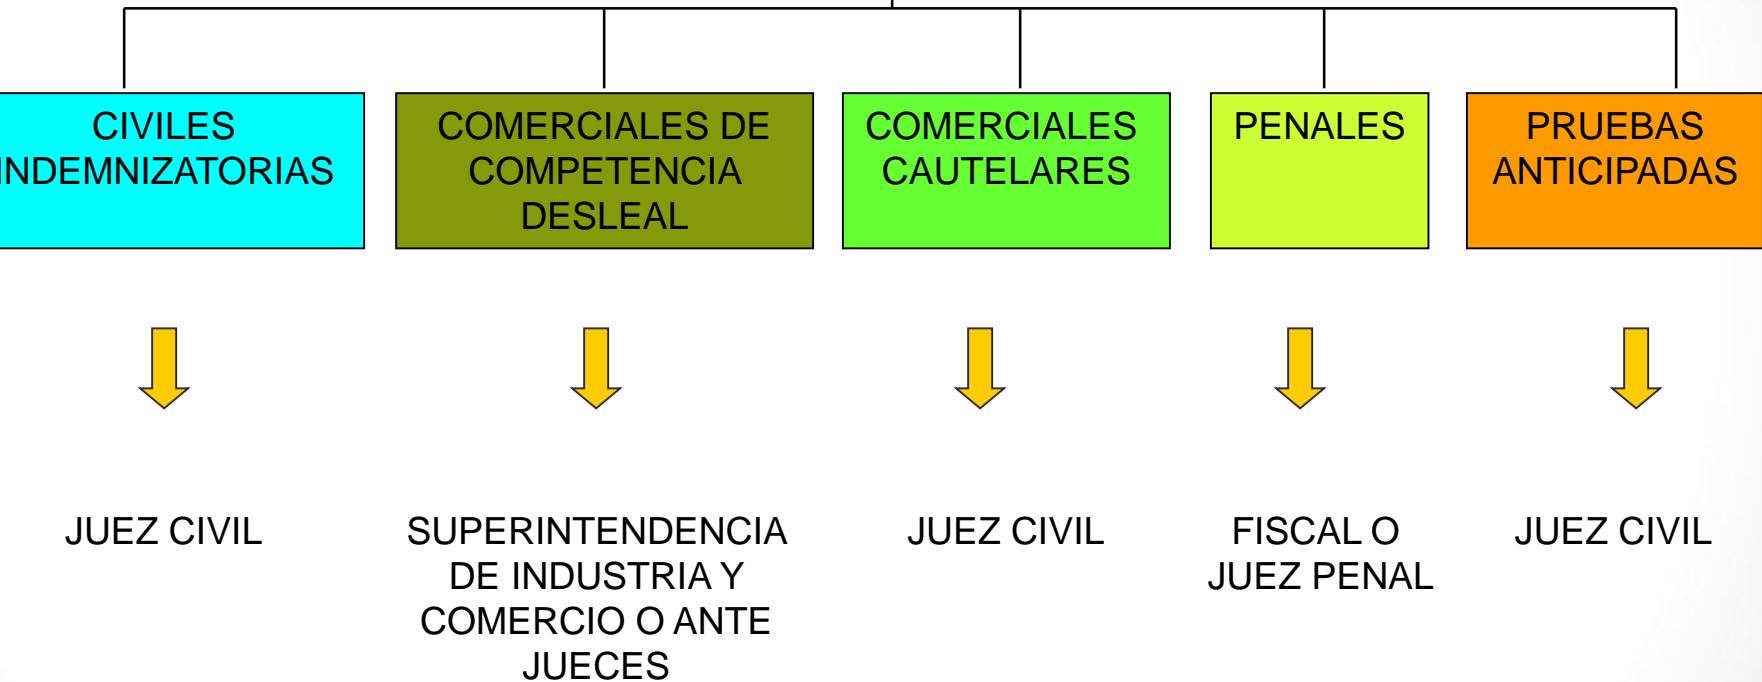 CIVILES
INDEMNIZATORIAS
COMERCIALES DE
COMPETENCIA
DESLEAL
COMERCIALES
CAUTELARES
PENALES
PRUEBAS
ANTICIPADAS
JUEZ CIVIL
SUPERINTENDENCIA
DE INDUSTRIA Y
COMERCIO O ANTE
JUECES
JUEZ CIVIL
FISCAL O
JUEZ PENAL
JUEZ CIVIL